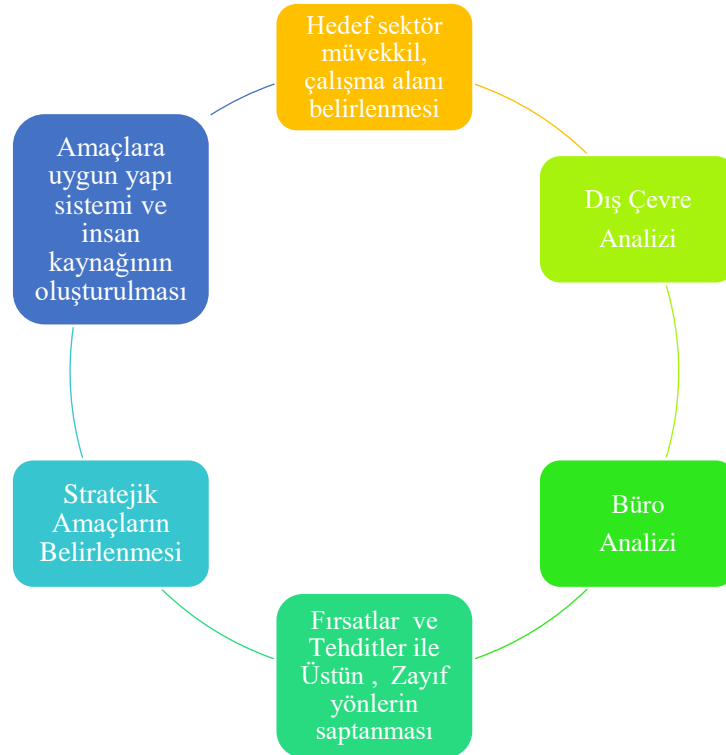 Hedef sektör
müvekkil,
çalışma alanı
belirlenmesi
Dış Çevre
Analizi
Büro
Analizi
Fırsatlar ve
Tehditler ile
Üstün , Zayıf
yönlerin
saptanması
Stratejik
Amaçların
Belirlenmesi
Amaçlara
uygun yapı
sistemi ve
insan
kaynağının
oluşturulması